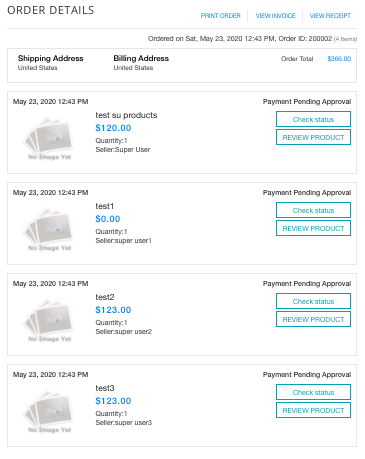 ORDER DETAILS
PRINT ORDER VIEW INVOICE VIEW RECEIPT
Ordered on Sat, May 23, 2020 12:43 PM, Order ID: 200002 (4 Items)
Shipping Address Billing Address Order Total $366.00
United States United States
May 23, 2020 12:43 PM Payment Pending Approval
test su products
$120.00
Quantity:1
Seller:Super User
Check status
REVIEW PRODUCT
No Image Yet
May 23, 2020 12:43 PM Payment Pending Approval
test1
$0.00
Quantity:1
Seller:super user1
Check status
REVIEW PRODUCT
No Image Yet
May 23, 2020 12:43 PM Payment Pending Approval
test2
$123.00
Quantity:1
Seller:super user2
Check status
REVIEW PRODUCT
No Image Yet
May 23, 2020 12:43 PM Payment Pending Approval
test3
$123.00
Quantity:1
Seller:super user3
Check status
REVIEW PRODUCT
No Image Yet